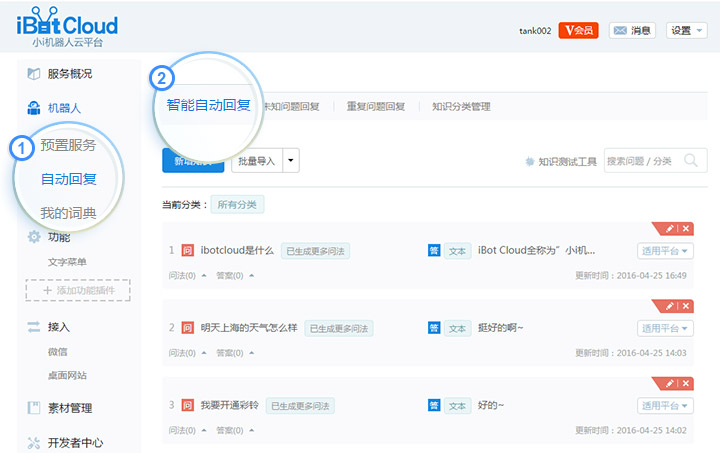 iBotCloud
小i机器人云平台
tank002
V会员
消息
设置
服务概况
机器人
1
预置服务
自动回复
我的词典
功能
文字菜单
+ 添加功能插件
接入
微信
桌面网站
素材管理
开发者中心
2
智能自动回复
未知问题回复
重复问题回复
知识分类管理
批量导入
知识测试工具
搜索问题 / 分类
当前分类：
所有分类
1 问 ibotcloud是什么 已生成更多问法
答 文本 iBot Cloud全称为”小i机...
适用平台
问法(0) 答案(0)
更新时间：2016-04-25 16:49
2 问 明天上海的天气怎么样 已生成更多问法
答 文本 挺好的啊~
适用平台
问法(0) 答案(0)
更新时间：2016-04-25 14:03
3 问 我要开通彩铃 已生成更多问法
答 文本 好的~
适用平台
问法(0) 答案(0)
更新时间：2016-04-25 14:02